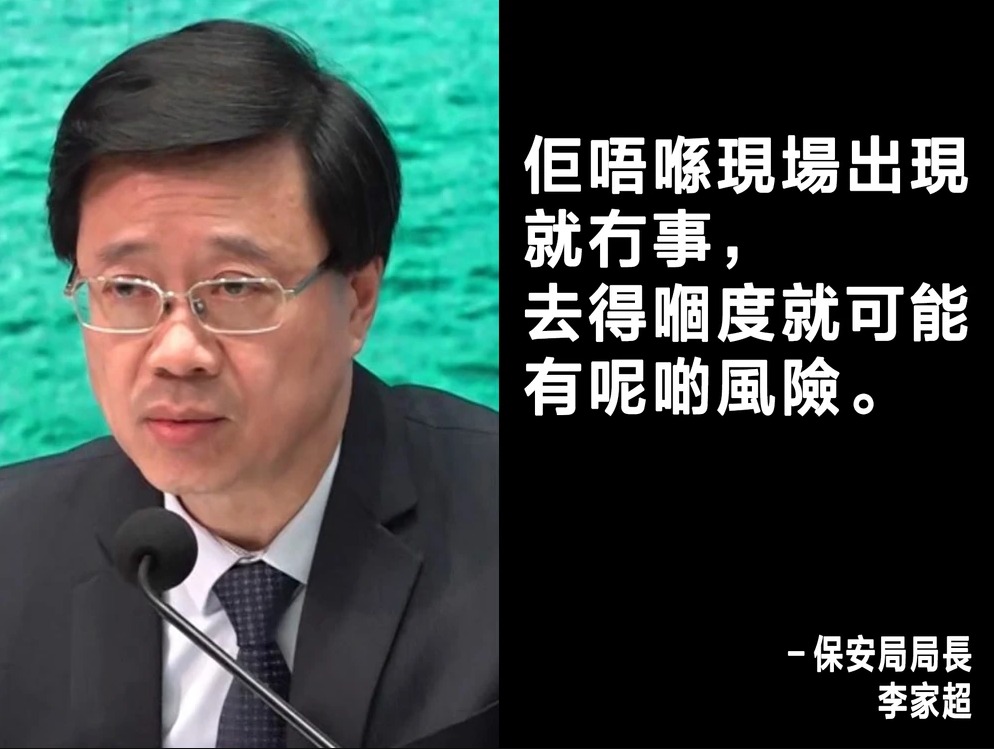 佢唔喺現場出現
就冇事，
去得嗰度就可能
有呢啲風險。
– 保安局局長
李家超